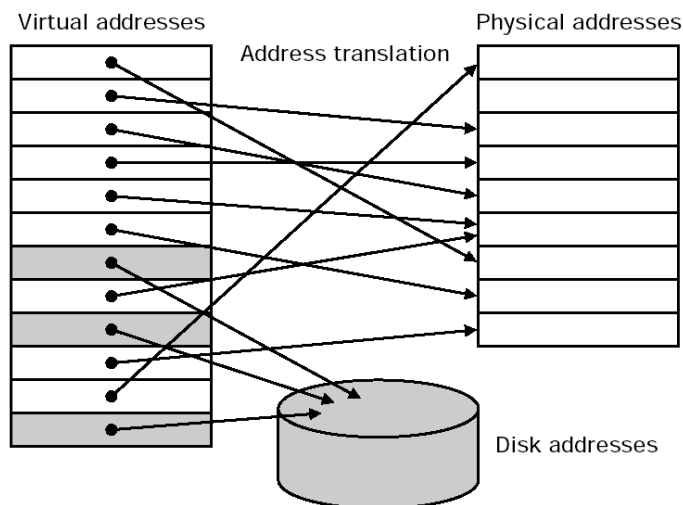 Virtual addresses
Physical addresses
Address translation
Disk addresses